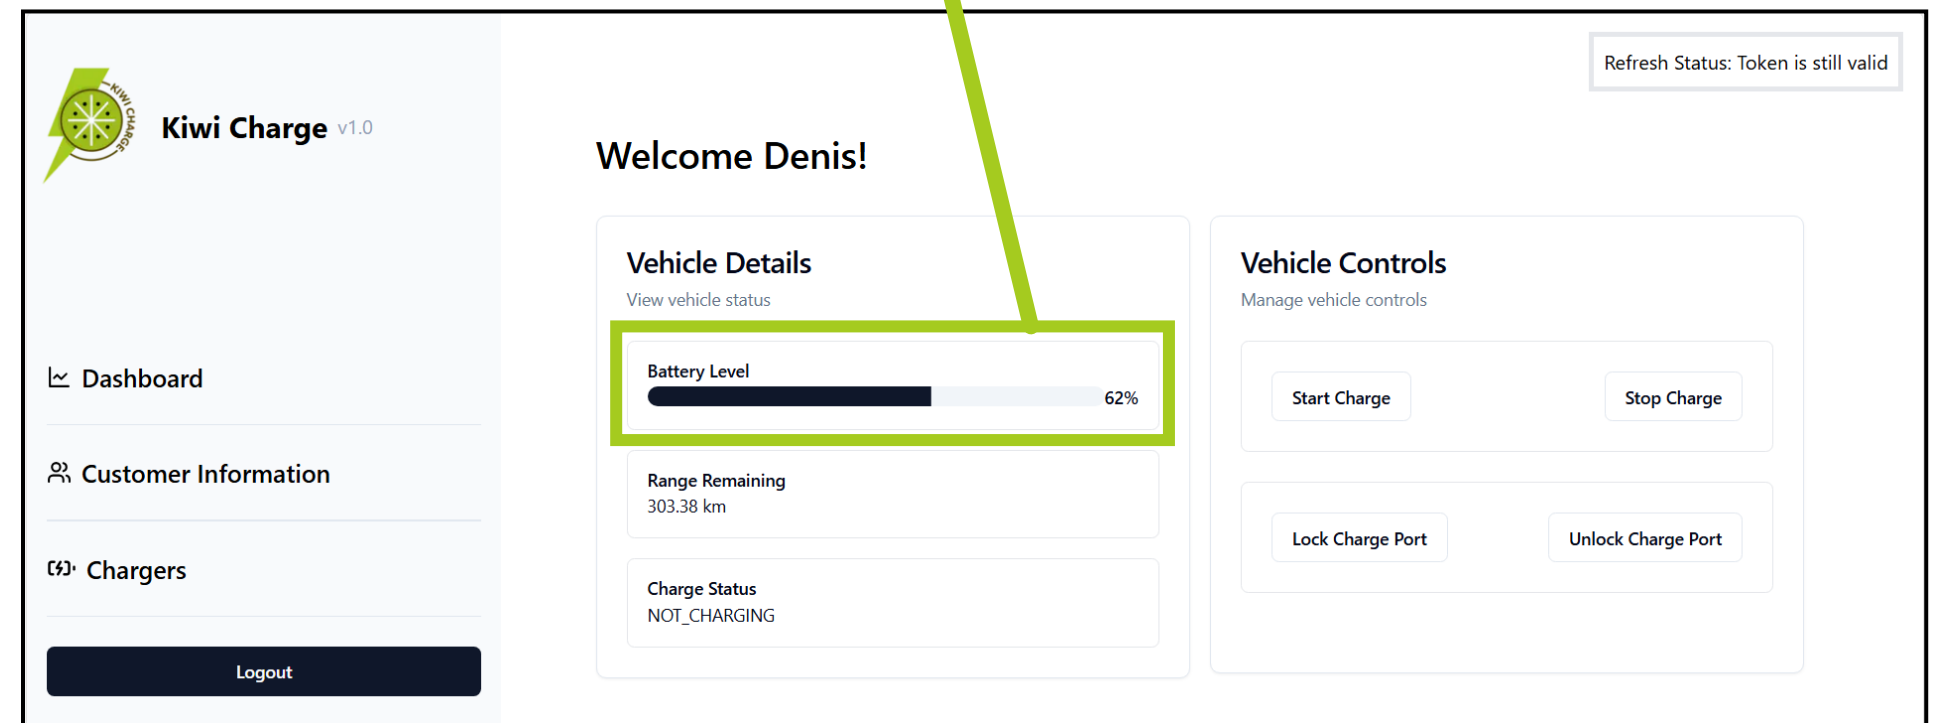 Refresh Status: Token is still valid
KIWI CHARGE
Kiwi Charge v1.0
Welcome Denis!
Dashboard
Customer Information
Chargers
Logout
Vehicle Details
View vehicle status
Battery Level
62%
Range Remaining
303.38 km
Charge Status
NOT_CHARGING
Vehicle Controls
Manage vehicle controls
Start Charge
Stop Charge
Lock Charge Port
Unlock Charge Port